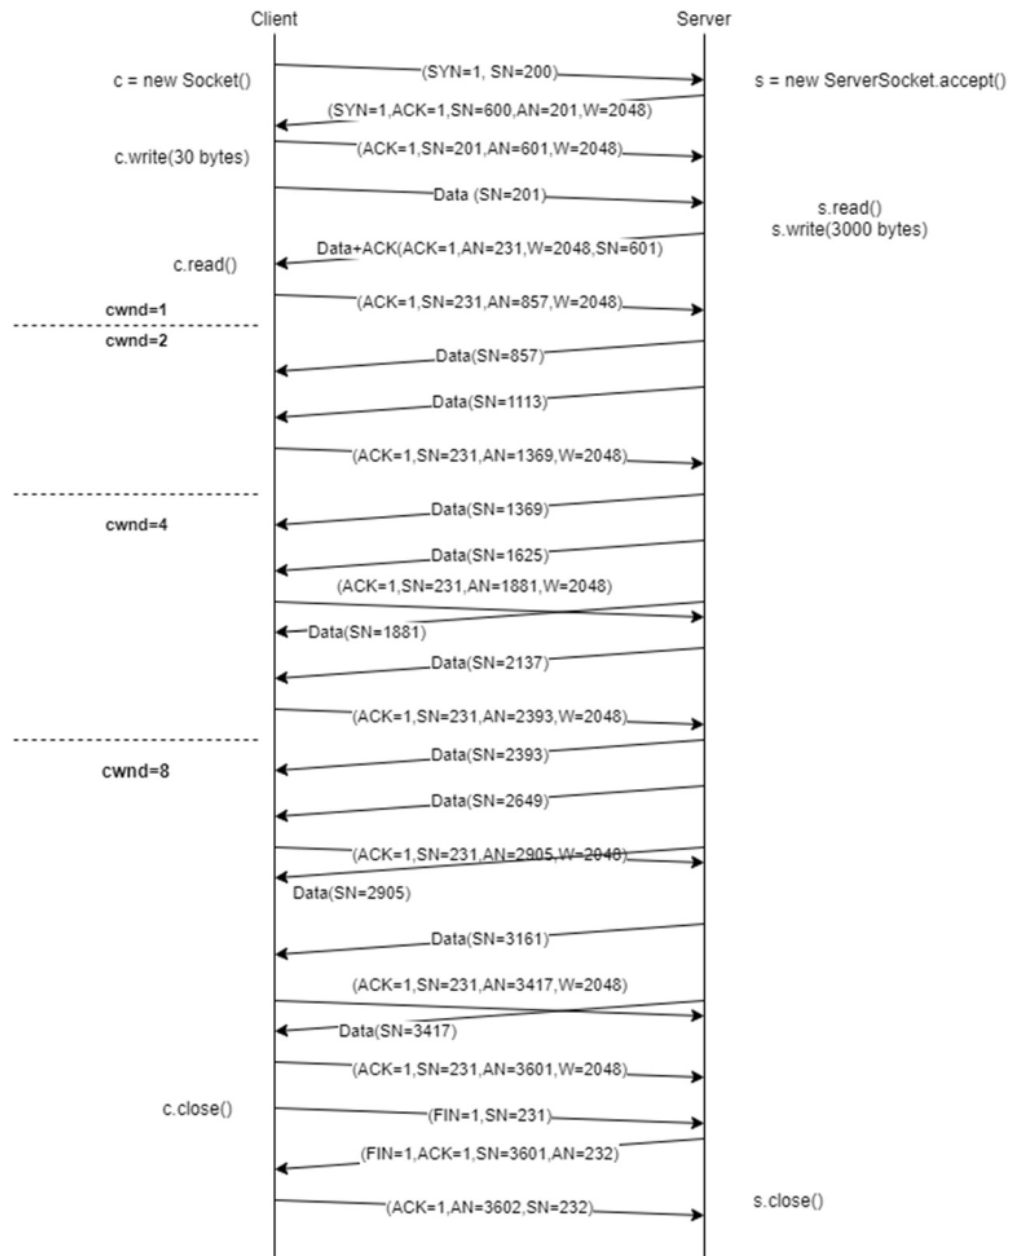 Client
Server
(SYN=1, SN=200)
c = new Socket()
s = new ServerSocket.accept()
(SYN=1,ACK=1,SN=600,AN=201,W=2048)
(ACK=1,SN=201,AN=601,W=2048)
c.write(30 bytes)
Data (SN=201)
s.read()
s.write(3000 bytes)
Data+ACK(ACK=1,AN=231,W=2048,SN=601)
c.read()
(ACK=1,SN=231,AN=857,W=2048)
cwnd=1
cwnd=2
Data(SN=857)
Data(SN=1113)
(ACK=1,SN=231,AN=1369,W=2048)
Data(SN=1369)
cwnd=4
Data(SN=1625)
(ACK=1,SN=231,AN=1881,W=2048)
Data(SN=1881)
Data(SN=2137)
(ACK=1,SN=231,AN=2393,W=2048)
Data(SN=2393)
cwnd=8
Data(SN=2649)
(ACK=1,SN=231,AN=2905,W=2048)
Data(SN=2905)
Data(SN=3161)
(ACK=1,SN=231,AN=3417,W=2048)
Data(SN=3417)
(ACK=1,SN=231,AN=3601,W=2048)
c.close()
(FIN=1,SN=231)
(FIN=1,ACK=1,SN=3601,AN=232)
s.close()
(ACK=1,AN=3602,SN=232)